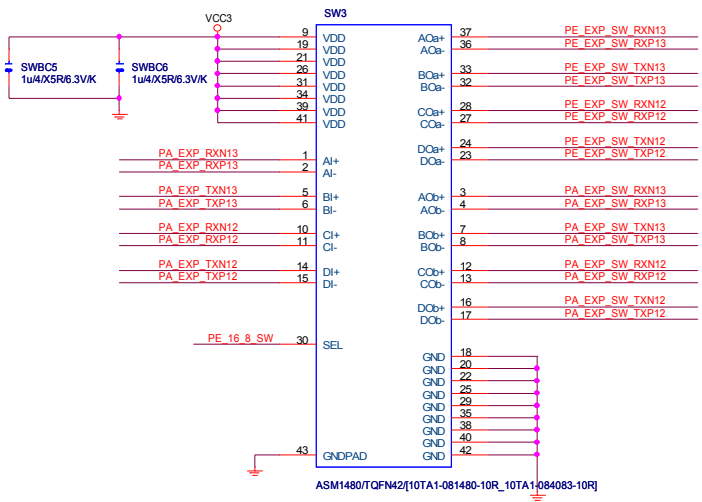 SW3
VCC3
SWBC5
1u/4/X5R/6.3V/K
SWBC6
1u/4/X5R/6.3V/K
9 VDD
19 VDD
21 VDD
26 VDD
31 VDD
34 VDD
39 VDD
41 VDD
PA_EXP_RXN13 1 AI+
PA_EXP_RXP13 2 AI-
PA_EXP_TXN13 5 BI+
PA_EXP_TXP13 6 BI-
PA_EXP_RXN12 10 CI+
PA_EXP_RXP12 11 CI-
PA_EXP_TXN12 14 DI+
PA_EXP_TXP12 15 DI-
PE_16_8_SW 30 SEL
43 GNDPAD
AOa+ 37 PE_EXP_SW_RXN13
AOa- 36 PE_EXP_SW_RXP13
BOa+ 33 PE_EXP_SW_TXN13
BOa- 32 PE_EXP_SW_TXP13
COa+ 28 PE_EXP_SW_RXN12
COa- 27 PE_EXP_SW_RXP12
DOa+ 24 PE_EXP_SW_TXN12
DOa- 23 PE_EXP_SW_TXP12
AOb+ 3 PA_EXP_SW_RXN13
AOb- 4 PA_EXP_SW_RXP13
BOb+ 7 PA_EXP_SW_TXN13
BOb- 8 PA_EXP_SW_TXP13
COb+ 12 PA_EXP_SW_RXN12
COb- 13 PA_EXP_SW_RXP12
DOb+ 16 PA_EXP_SW_TXN12
DOb- 17 PA_EXP_SW_TXP12
GND 18
GND 20
GND 22
GND 25
GND 29
GND 35
GND 38
GND 40
GND 42
ASM1480/TQFN42/[10TA1-081480-10R_10TA1-084083-10R]